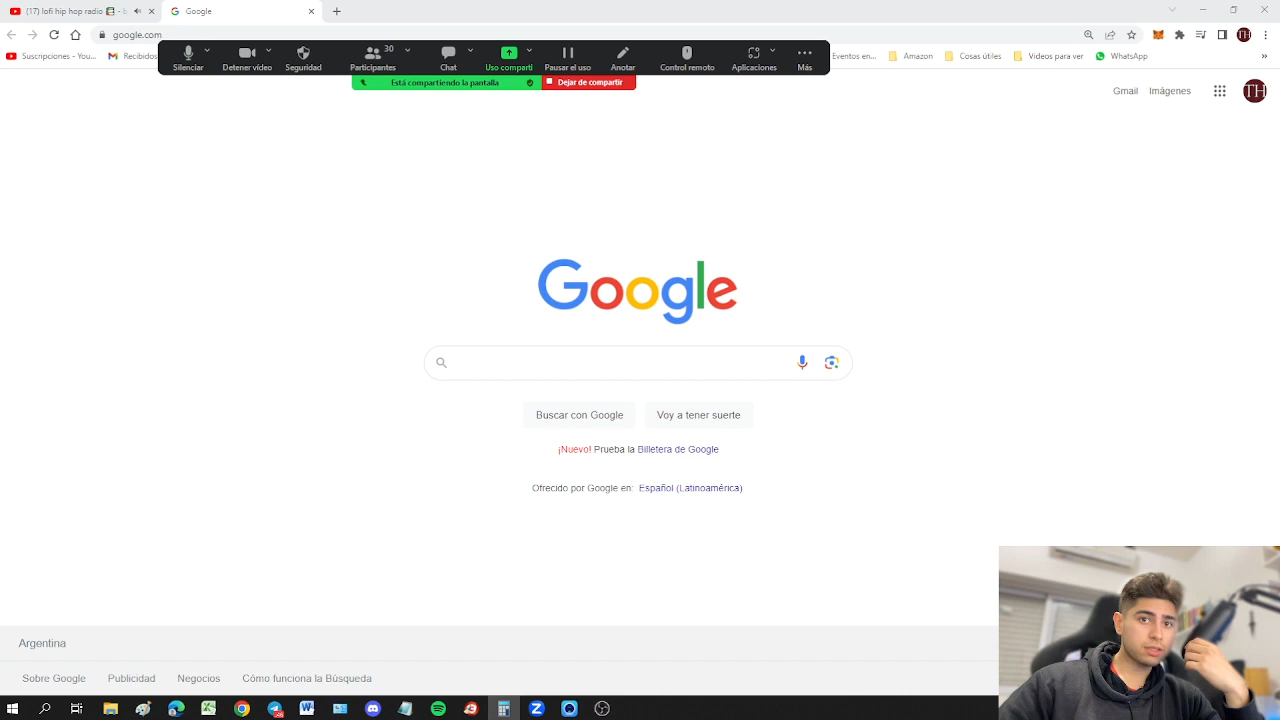 (17) lofi hip hop radio
Google
google.com
Suscripciones - You...
Recibidos
Eventos en...
Amazon
Cosas útiles
Videos para ver
WhatsApp
30
Silenciar
Detener vídeo
Seguridad
Participantes
Chat
Uso comparti
Pausar el uso
Anotar
Control remoto
Aplicaciones
Más
Está compartiendo la pantalla
Dejar de compartir
Gmail
Imágenes
TH
Google
Buscar con Google
Voy a tener suerte
¡Nuevo! Prueba la Billetera de Google
Ofrecido por Google en: Español (Latinoamérica)
Argentina
Sobre Google
Publicidad
Negocios
Cómo funciona la Búsqueda